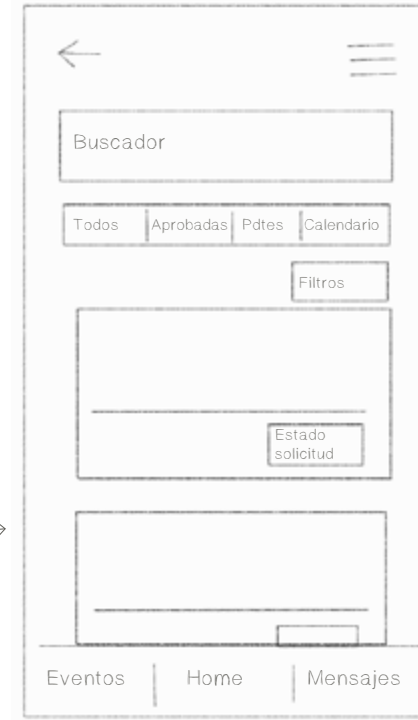 Buscador
Todos Aprobadas Pdtes Calendario
Filtros
Estado
solicitud
Eventos Home Mensajes